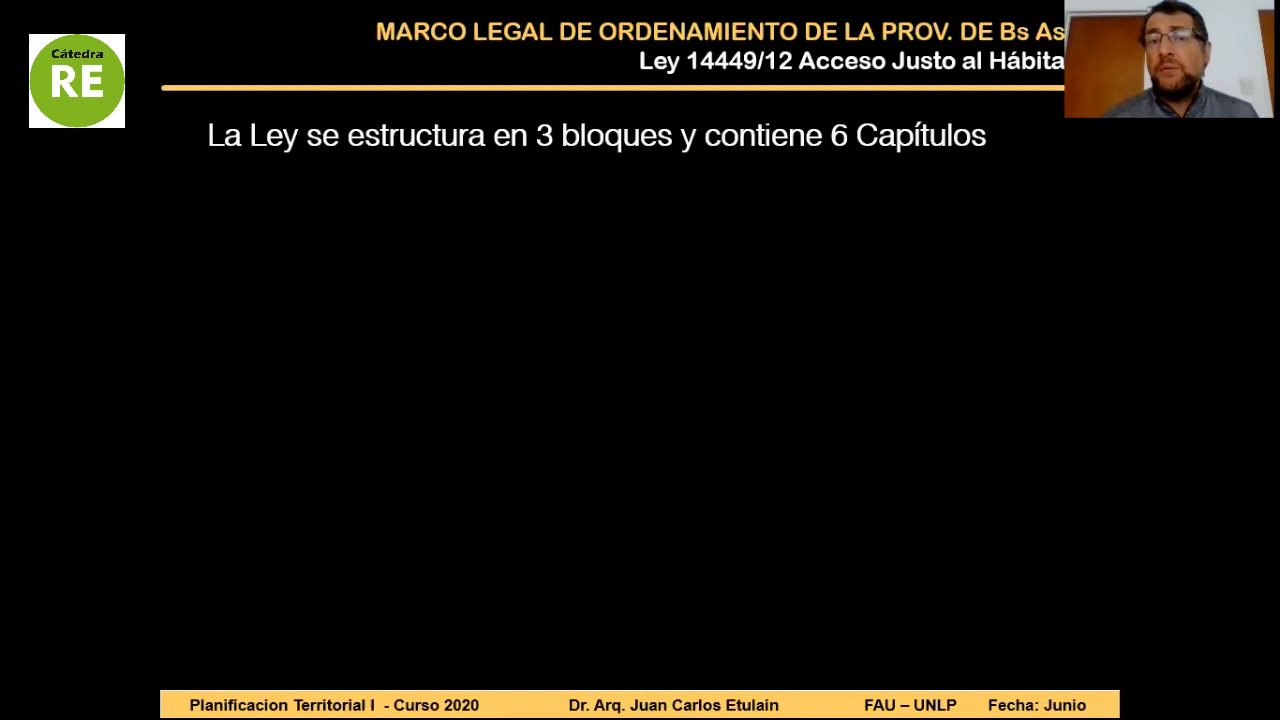 Cátedra
RE
MARCO LEGAL DE ORDENAMIENTO DE LA PROV. DE Bs As
Ley 14449/12 Acceso Justo al Hábita
La Ley se estructura en 3 bloques y contiene 6 Capítulos
Planificacion Territorial I - Curso 2020 Dr. Arq. Juan Carlos Etulain FAU – UNLP Fecha: Junio